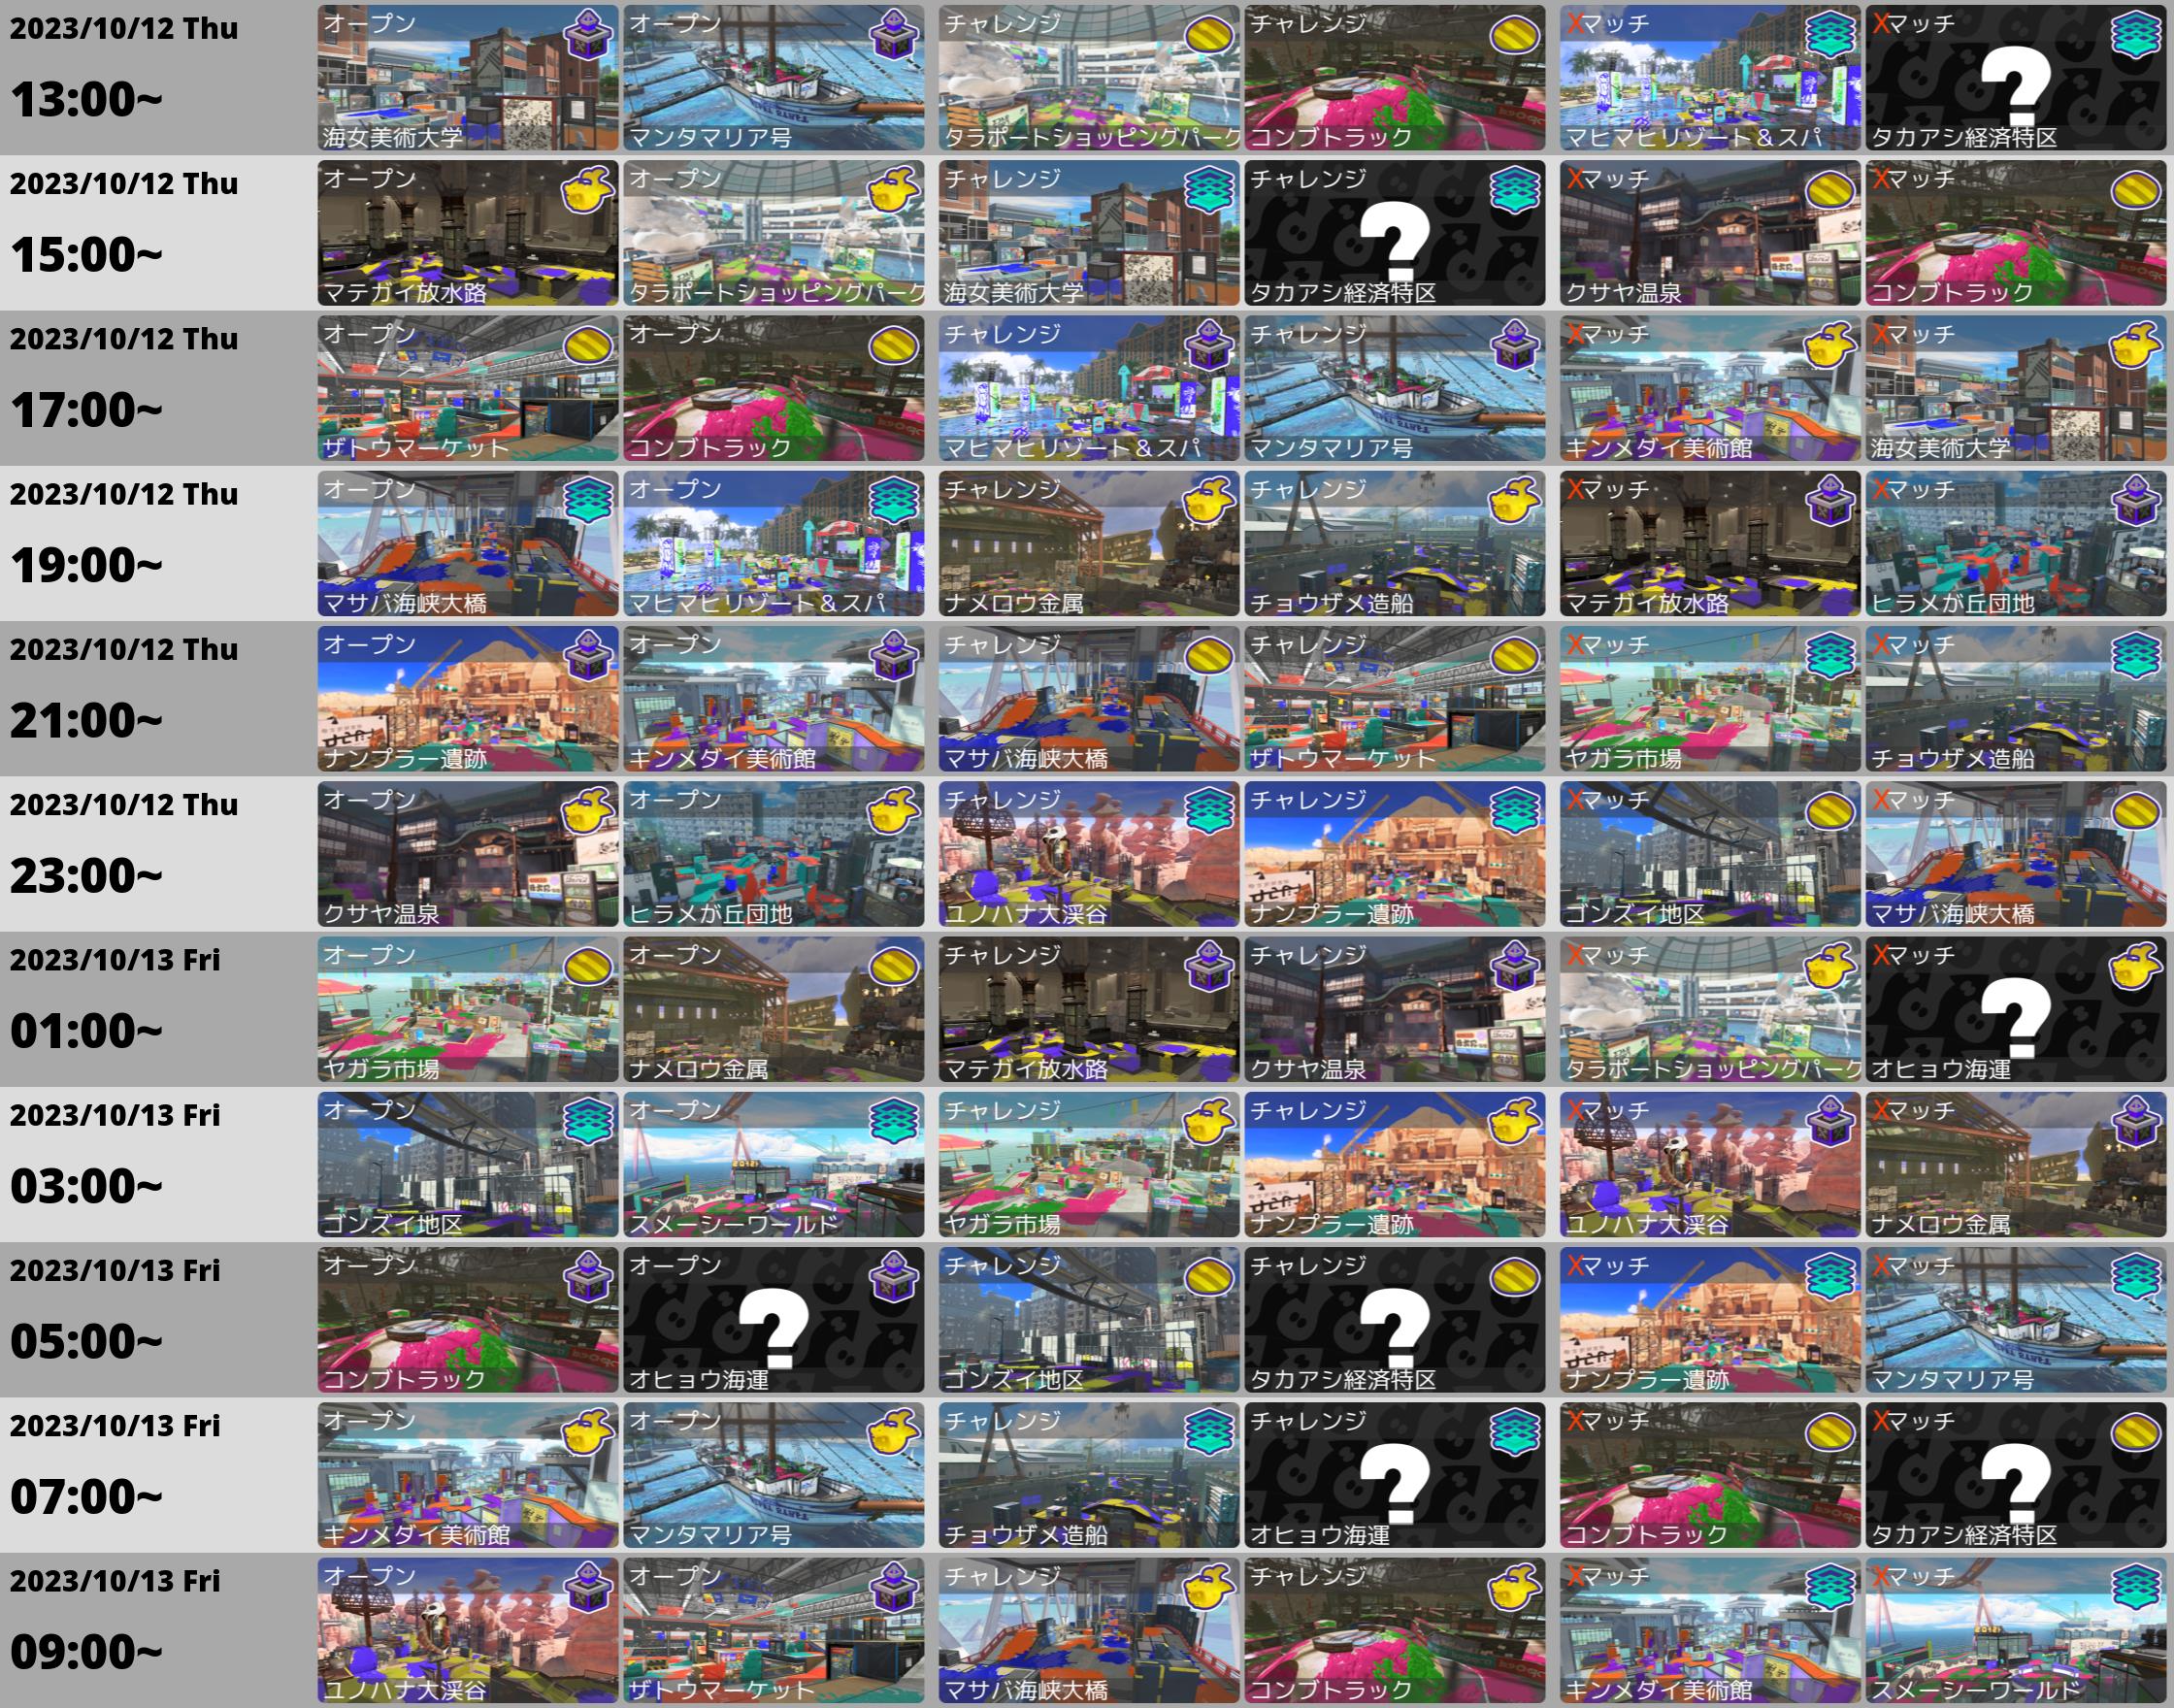 2023/10/12 Thu
13:00~
オープン
海女美術大学
オープン
マンタマリア号
チャレンジ
タラポートショッピングパーク
チャレンジ
コンブトラック
Xマッチ
マヒマヒリゾート&スパ
Xマッチ
タカアシ経済特区
2023/10/12 Thu
15:00~
オープン
マテガイ放水路
オープン
タラポートショッピングパーク
チャレンジ
海女美術大学
チャレンジ
タカアシ経済特区
Xマッチ
クサヤ温泉
Xマッチ
コンブトラック
2023/10/12 Thu
17:00~
オープン
ザトウマーケット
オープン
コンブトラック
チャレンジ
マヒマヒリゾート&スパ
チャレンジ
マンタマリア号
Xマッチ
キンメダイ美術館
Xマッチ
海女美術大学
2023/10/12 Thu
19:00~
オープン
マサバ海峡大橋
オープン
マヒマヒリゾート&スパ
チャレンジ
ナメロウ金属
チャレンジ
チョウザメ造船
Xマッチ
マテガイ放水路
Xマッチ
ヒラメが丘団地
2023/10/12 Thu
21:00~
オープン
ナンプラー遺跡
オープン
キンメダイ美術館
チャレンジ
マサバ海峡大橋
チャレンジ
ザトウマーケット
Xマッチ
ヤガラ市場
Xマッチ
チョウザメ造船
2023/10/12 Thu
23:00~
オープン
クサヤ温泉
オープン
ヒラメが丘団地
チャレンジ
ユノハナ大渓谷
チャレンジ
ナンプラー遺跡
Xマッチ
ゴンズイ地区
Xマッチ
マサバ海峡大橋
2023/10/13 Fri
01:00~
オープン
ヤガラ市場
オープン
ナメロウ金属
チャレンジ
マテガイ放水路
チャレンジ
クサヤ温泉
Xマッチ
タラポートショッピングパーク
Xマッチ
オヒョウ海運
2023/10/13 Fri
03:00~
オープン
ゴンズイ地区
オープン
スメーシーワールド
チャレンジ
ヤガラ市場
チャレンジ
ナンプラー遺跡
Xマッチ
ユノハナ大渓谷
Xマッチ
ナメロウ金属
2023/10/13 Fri
05:00~
オープン
コンブトラック
オープン
オヒョウ海運
チャレンジ
ゴンズイ地区
チャレンジ
タカアシ経済特区
Xマッチ
ナンプラー遺跡
Xマッチ
マンタマリア号
2023/10/13 Fri
07:00~
オープン
キンメダイ美術館
オープン
マンタマリア号
チャレンジ
チョウザメ造船
チャレンジ
オヒョウ海運
Xマッチ
コンブトラック
Xマッチ
タカアシ経済特区
2023/10/13 Fri
09:00~
オープン
ユノハナ大渓谷
オープン
ザトウマーケット
チャレンジ
マサバ海峡大橋
チャレンジ
コンブトラック
Xマッチ
キンメダイ美術館
Xマッチ
スメーシーワールド